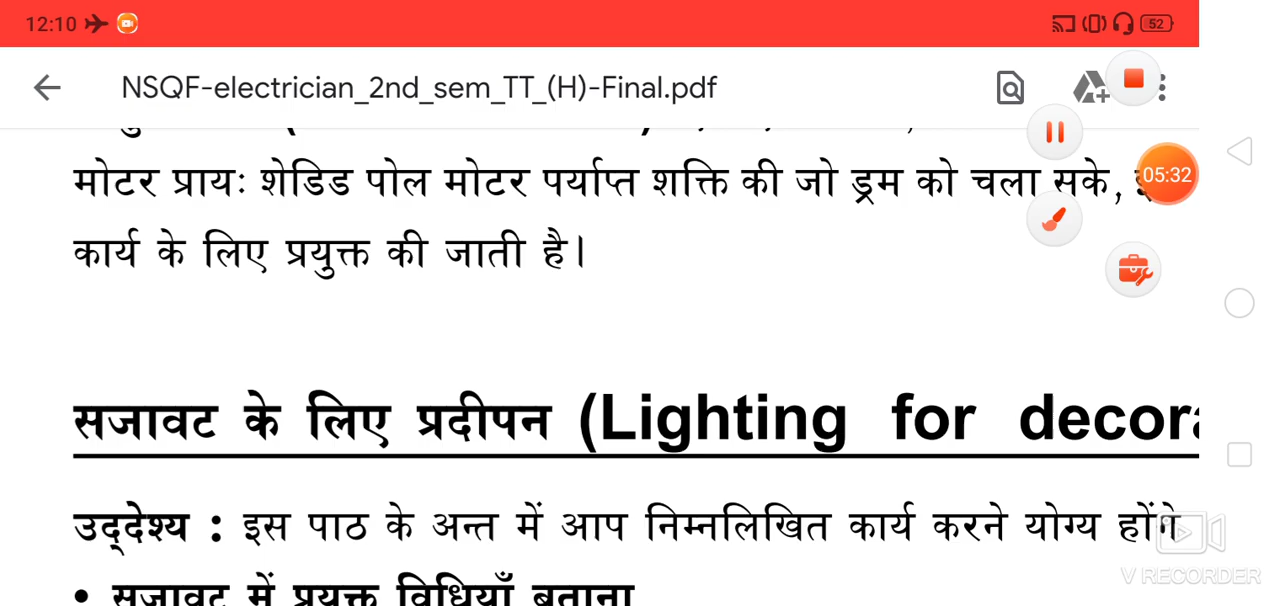 12:10
52
NSQF-electrician_2nd_sem_TT_(H)-Final.pdf
मोटर प्रायः शेडिड पोल मोटर पर्याप्त शक्ति की जो ड्रम को चला सके,
05:32
कार्य के लिए प्रयुक्त की जाती है।
सजावट के लिए प्रदीपन (Lighting for decora
उद्देश्य : इस पाठ के अन्त में आप निम्नलिखित कार्य करने योग्य होंगे
• सजावट में प्रयुक्त विधियाँ बताना
V RECORDER